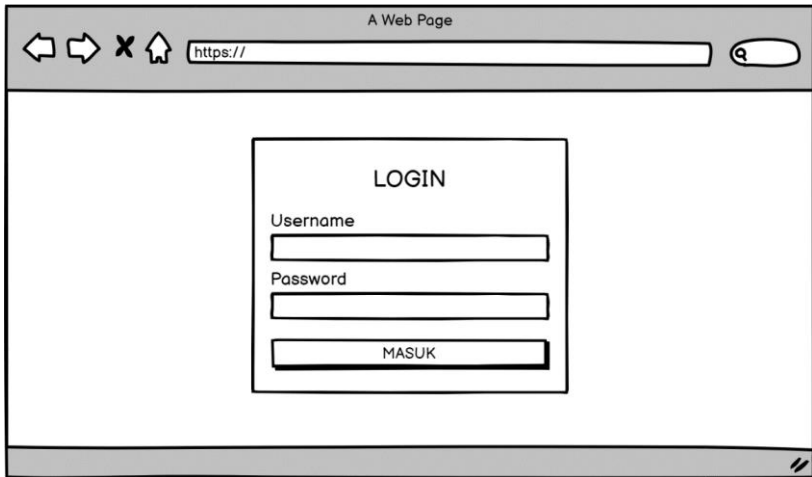 A Web Page
https://
LOGIN
Username
Password
MASUK